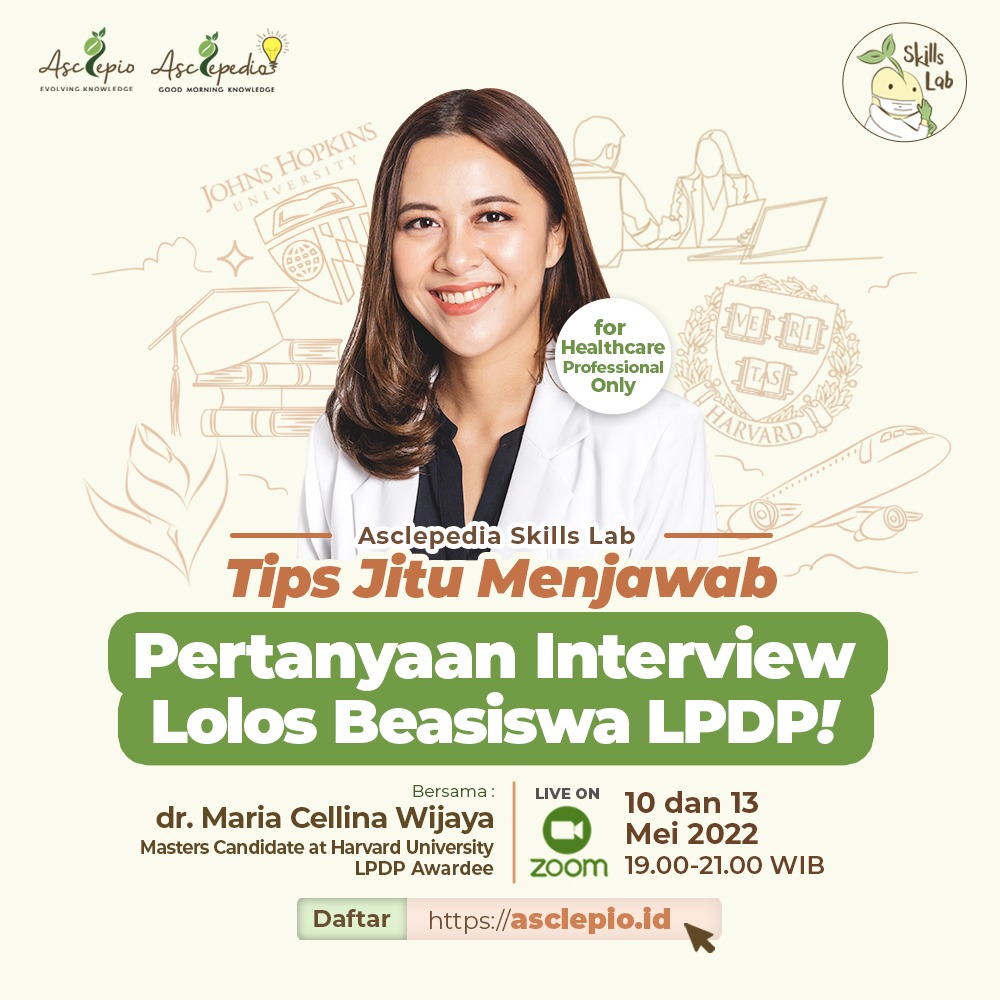 Asclepio
EVOLVING KNOWLEDGE
Asclepedia
GOOD MORNING KNOWLEDGE
Skills
Lab
JOHNS HOPKINS
UNIVERSITY
for
Healthcare
Professional
Only
VE RI
TAS
HARVARD
Asclepedia Skills Lab
Tips Jitu Menjawab
Pertanyaan Interview
Lolos Beasiswa LPDP!
Bersama :
dr. Maria Cellina Wijaya
Masters Candidate at Harvard University
LPDP Awardee
LIVE ON
zoom
10 dan 13
Mei 2022
19.00-21.00 WIB
Daftar https://asclepio.id